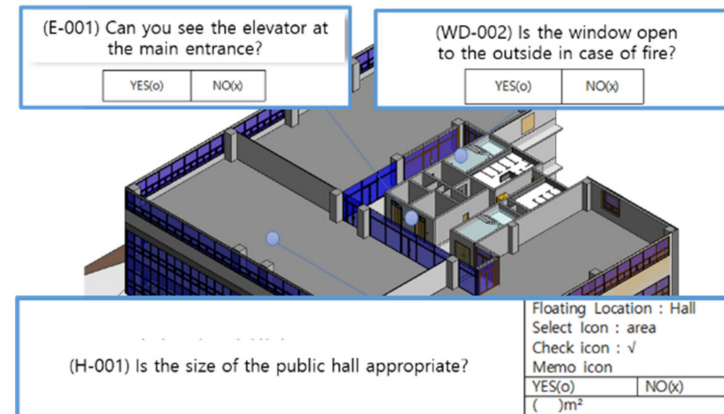 (E-001) Can you see the elevator at
the main entrance?
YES(o) NO(x)
(WD-002) Is the window open
to the outside in case of fire?
YES(o) NO(x)
(H-001) Is the size of the public hall appropriate?
Floating Location : Hall
Select Icon : area
Check icon : √
Memo icon
YES(o) NO(x)
( )m²